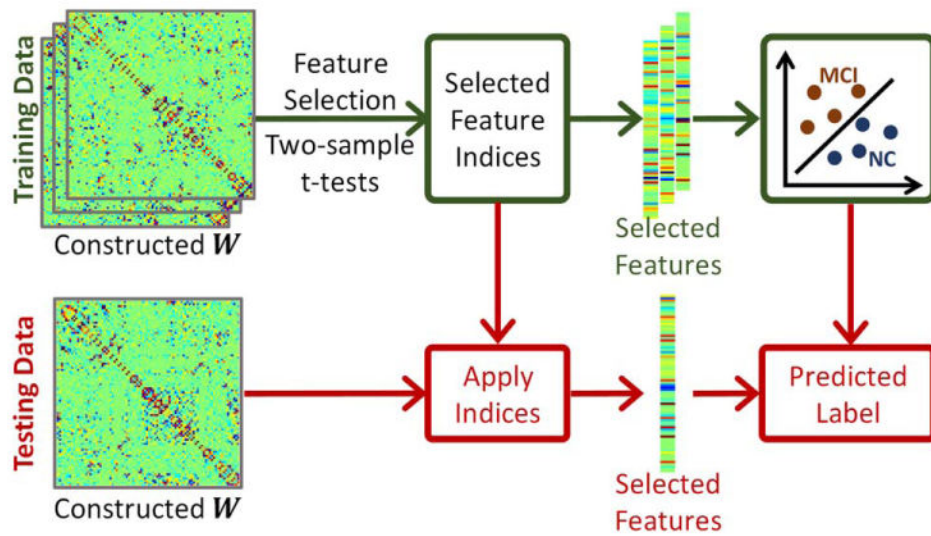 Training Data
Constructed W
Feature
Selection
Two-sample
t-tests
Selected
Feature
Indices
Selected
Features
MCI
NC
Testing Data
Constructed W
Apply
Indices
Selected
Features
Predicted
Label